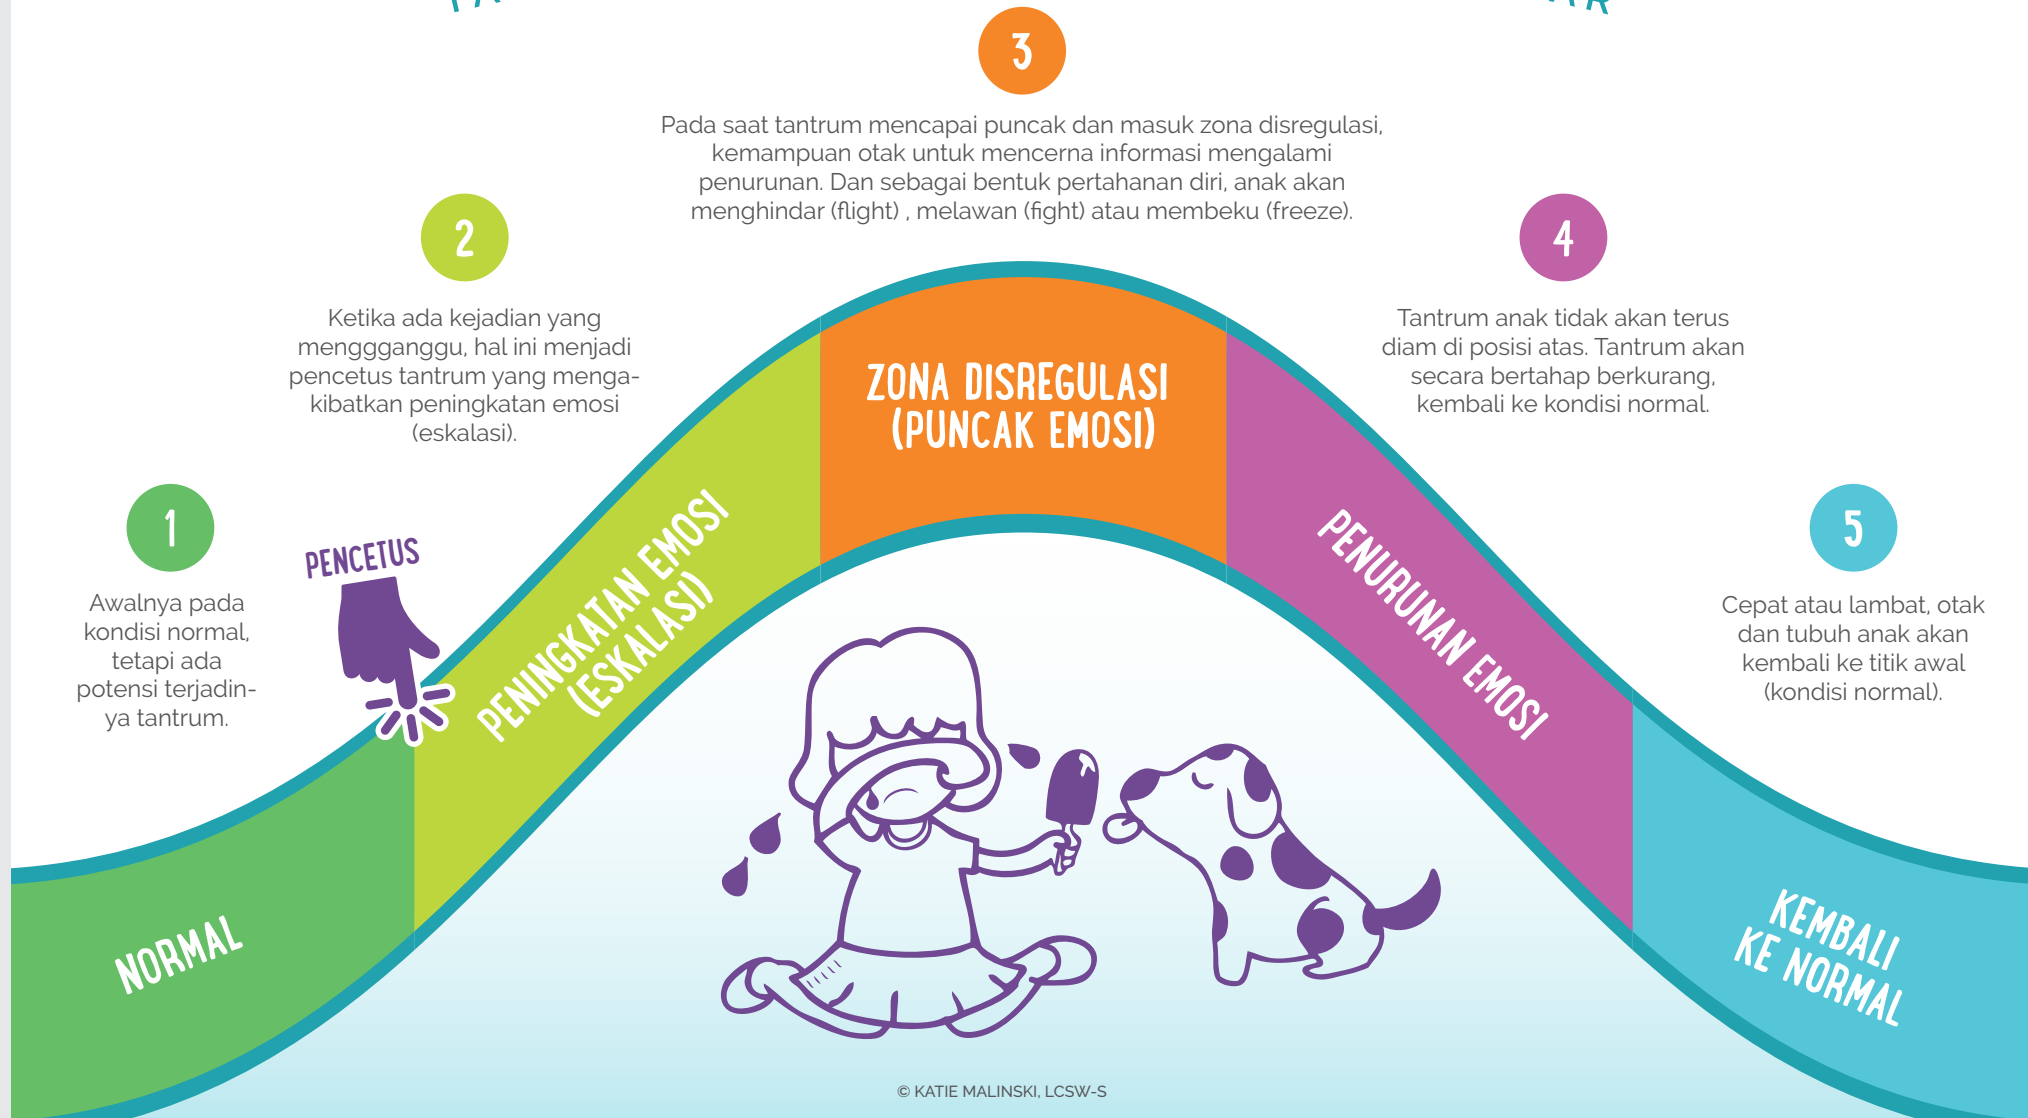 3
Pada saat tantrum mencapai puncak dan masuk zona disregulasi,
kemampuan otak untuk mencerna informasi mengalami
penurunan. Dan sebagai bentuk pertahanan diri, anak akan
menghindar (flight) , melawan (fight) atau membeku (freeze).
2
Ketika ada kejadian yang
menggganggu, hal ini menjadi
pencetus tantrum yang menga-
kibatkan peningkatan emosi
(eskalasi).
4
Tantrum anak tidak akan terus
diam di posisi atas. Tantrum akan
secara bertahap berkurang,
kembali ke kondisi normal.
1
Awalnya pada
kondisi normal,
tetapi ada
potensi terjadin-
ya tantrum.
PENCETUS
5
Cepat atau lambat, otak
dan tubuh anak akan
kembali ke titik awal
(kondisi normal).
NORMAL
PENINGKATAN EMOSI
(ESKALASI)
ZONA DISREGULASI
(PUNCAK EMOSI)
PENURUNAN EMOSI
KEMBALI
KE NORMAL
© KATIE MALINSKI, LCSW-S